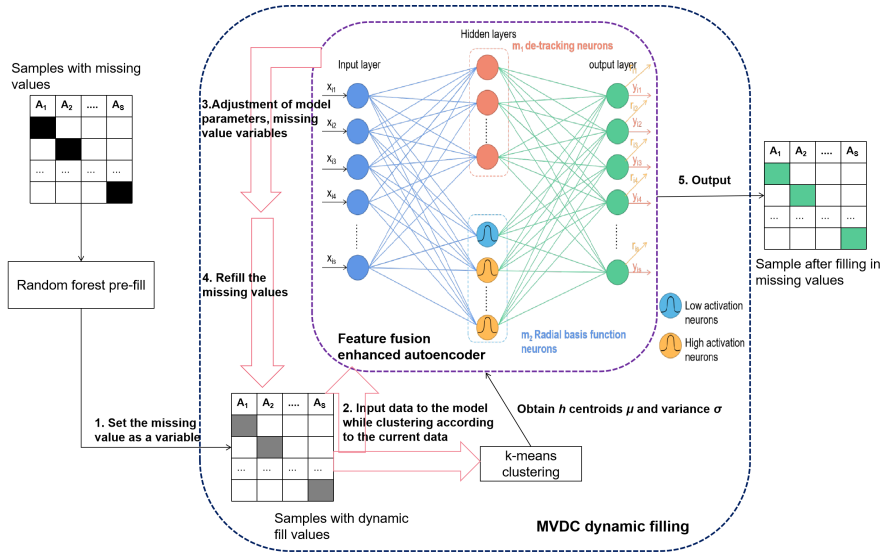 Samples with missing
values
A1 A2 .... AS
... ... ...
Random forest pre-fill
1. Set the missing
value as a variable
3.Adjustment of model
parameters, missing
value variables
4. Refill the
missing values
Hidden layers
m1 de-tracking neurons
Input layer
output layer
xi1
xi2
xi3
xi4
xis
ri1
yi1
ri2
yi2
ri3
yi3
ri4
yi4
ris
yis
m2 Radial basis function
neurons
Feature fusion
enhanced autoencoder
Low activation
neurons
High activation
neurons
A1 A2 .... AS
... ... ...
Samples with dynamic
fill values
2. Input data to the model
while clustering according
to the current data
Obtain h centroids μ and variance σ
k-means
clustering
MVDC dynamic filling
5. Output
A1 A2 .... AS
... ... ...
Sample after filling in
missing values